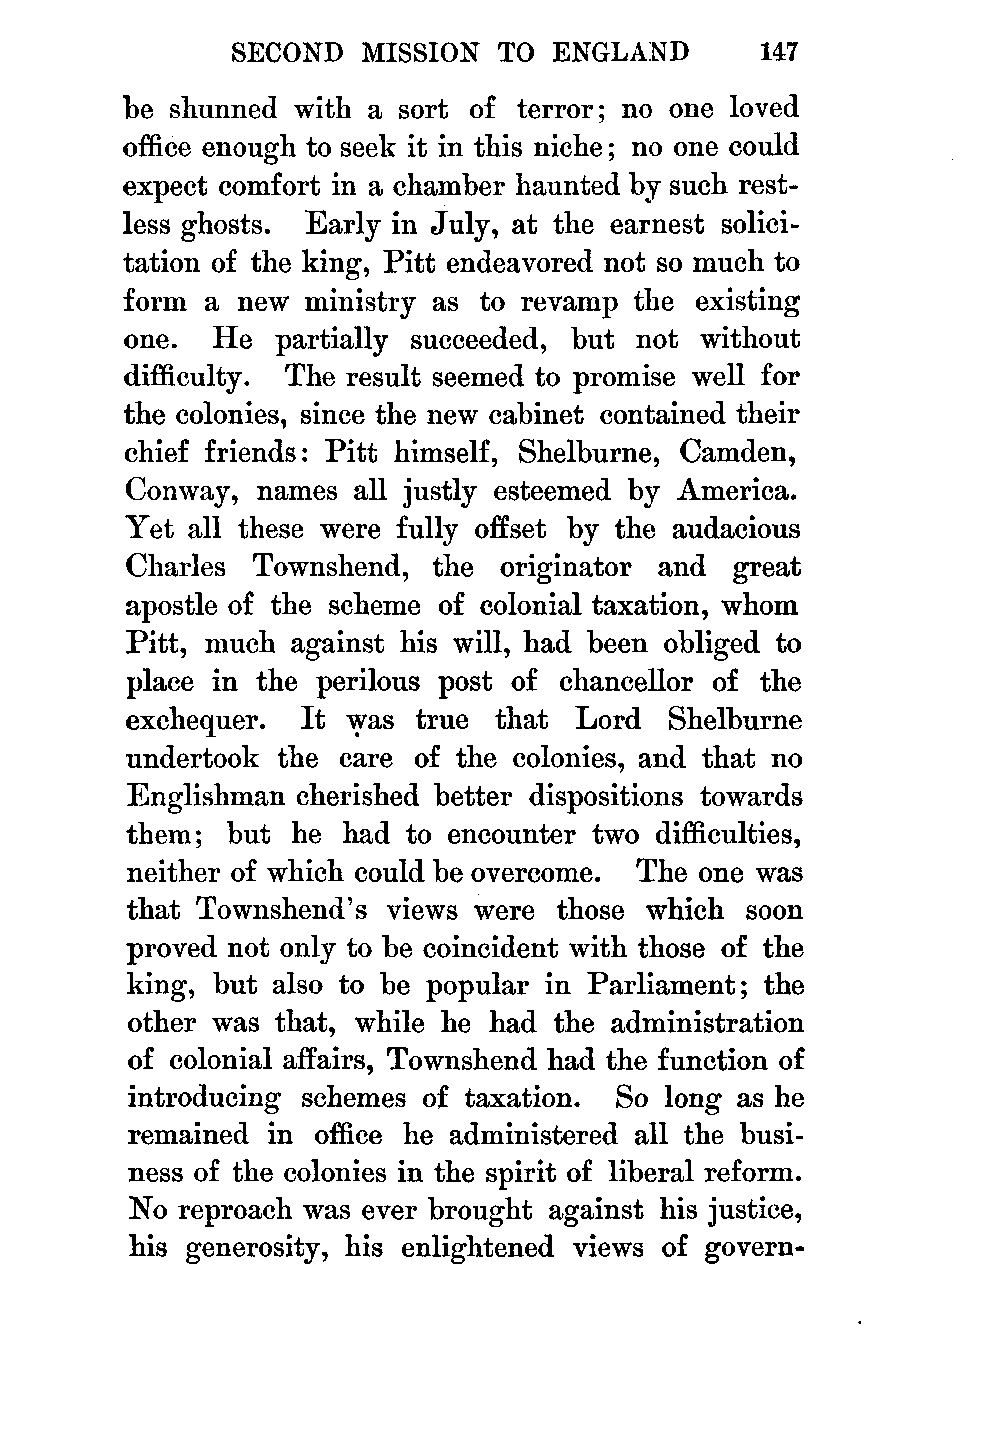 SECOND MISSION TO ENGLAND 147
be shunned with a sort of terror; no one loved
office enough to seek it in this niche; no one could
expect comfort in a chamber haunted by such rest-
less ghosts. Early in July, at the earnest solici-
tation of the king, Pitt endeavored not so much to
form a new ministry as to revamp the existing
one. He partially succeeded, but not without
difficulty. The result seemed to promise well for
the colonies, since the new cabinet contained their
chief friends: Pitt himself, Shelburne, Camden,
Conway, names all justly esteemed by America.
Yet all these were fully offset by the audacious
Charles Townshend, the originator and great
apostle of the scheme of colonial taxation, whom
Pitt, much against his will, had been obliged to
place in the perilous post of chancellor of the
exchequer. It was true that Lord Shelburne
undertook the care of the colonies, and that no
Englishman cherished better dispositions towards
them; but he had to encounter two difficulties,
neither of which could be overcome. The one was
that Townshend's views were those which soon
proved not only to be coincident with those of the
king, but also to be popular in Parliament; the
other was that, while he had the administration
of colonial affairs, Townshend had the function of
introducing schemes of taxation. So long as he
remained in office he administered all the busi-
ness of the colonies in the spirit of liberal reform.
No reproach was ever brought against his justice,
his generosity, his enlightened views of govern-